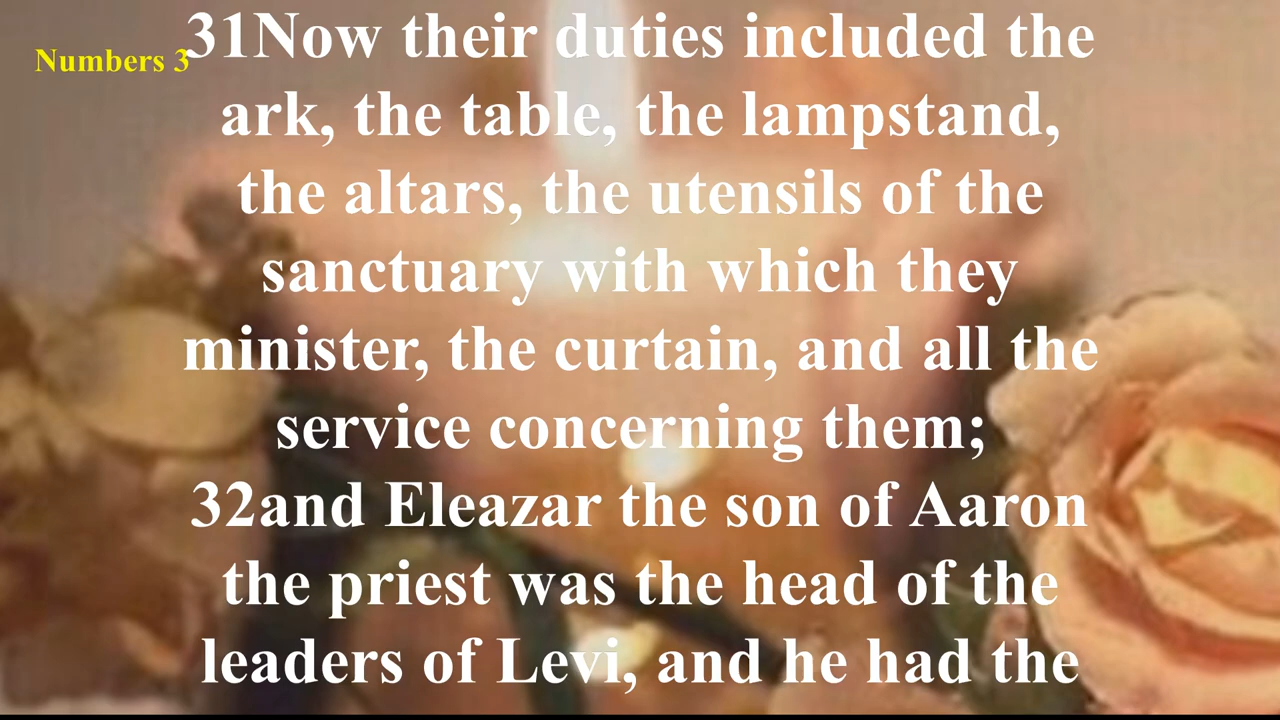 Numbers 3
31Now their duties included the
ark, the table, the lampstand,
the altars, the utensils of the
sanctuary with which they
minister, the curtain, and all the
service concerning them;
32and Eleazar the son of Aaron
the priest was the head of the
leaders of Levi, and he had the